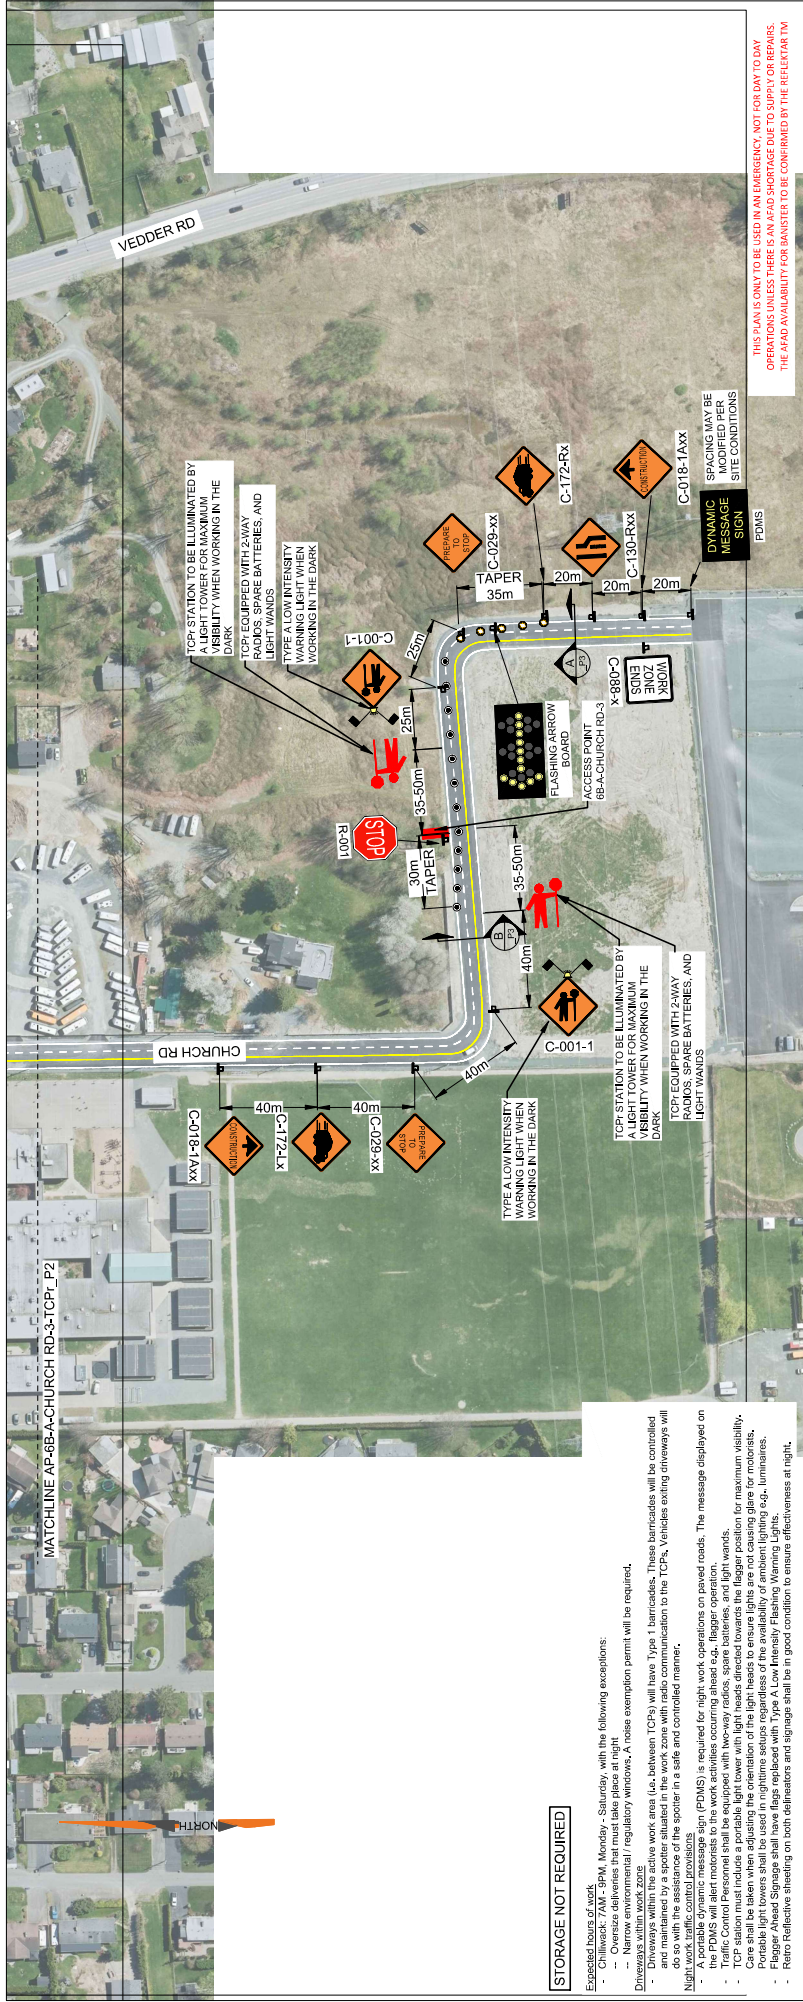 THIS PLAN IS ONLY TO BE USED IN AN EMERGENCY, NOT FOR DAY TO DAY
OPERATIONS UNLESS THERE IS AN AFAD SHORTAGE DUE TO SUPPLY OR REPAIRS.
THE AFAD AVAILABILITY FOR BANISTER TO BE CONFIRMED BY THE REFLEKTAR TM
VEDDER RD
TCPr STATION TO BE ILLUMINATED BY
A LIGHT TOWER FOR MAXIMUM
VISIBILITY WHEN WORKING IN THE
DARK
TCPr EQUIPPED WITH 2-WAY
RADIOS, SPARE BATTERIES, AND
LIGHT WANDS
TYPE A LOW INTENSITY
WARNING LIGHT WHEN
WORKING IN THE DARK
C-001-1
PREPARE
TO
STOP
C-029-xx
C-172-Rx
C-130-Rxx
CONSTRUCTION
C-018-1Axx
SPACING MAY BE
MODIFIED PER
SITE CONDITIONS
DYNAMIC
MESSAGE
SIGN
PDMS
TAPER
35m
20m
20m
20m
25m
25m
35-50m
A
P3
C-088-x
WORK
ZONE
ENDS
FLASHING ARROW
BOARD
ACCESS POINT
6B-A-CHURCH RD-3
R-001
STOP
30m
TAPER
35-50m
B
P3
40m
C-001-1
40m
CHURCH RD
40m
40m
CONSTRUCTION
C-018-1Axx
C-172-Lx
PREPARE
TO
STOP
C-029-xx
TYPE A LOW INTENSITY
WARNING LIGHT WHEN
WORKING IN THE DARK
TCPr STATION TO BE ILLUMINATED BY
A LIGHT TOWER FOR MAXIMUM
VISIBILITY WHEN WORKING IN THE
DARK
TCPr EQUIPPED WITH 2-WAY
RADIOS, SPARE BATTERIES, AND
LIGHT WANDS
MATCHLINE AP-6B-A-CHURCH RD-3-TCPr_P2
NORTH
STORAGE NOT REQUIRED
Expected hours of work
- Chilliwack: 7AM - 9PM, Monday - Saturday, with the following exceptions:
-- Oversize deliveries that must take place at night
-- Narrow environmental / regulatory windows. A noise exemption permit will be required.
Driveways within work zone
- Driveways within the active work area (i.e. between TCPs) will have Type 1 barricades. These barricades will be controlled
and maintained by a spotter situated in the work zone with radio communication to the TCPs. Vehicles exiting driveways will
do so with the assistance of the spotter in a safe and controlled manner.
Night work traffic control provisions
- A portable dynamic message sign (PDMS) is required for night work operations on paved roads. The message displayed on
the PDMS will alert motorists to the work activities occurring ahead e.g., flagger operation.
- Traffic Control Personnel shall be equipped with two-way radios, spare batteries, and light wands.
- TCP station must include a portable light tower with light heads directed towards the flagger position for maximum visibility.
Care shall be taken when adjusting the orientation of the light heads to ensure lights are not causing glare for motorists.
Portable light towers shall be used in nighttime setups regardless of the availability of ambient lighting e.g., luminaires.
- Flagger Ahead Signage shall have flags replaced with Type A Low Intensity Flashing Warning Lights.
- Retro Reflective sheeting on both delineators and signage shall be in good condition to ensure effectiveness at night.